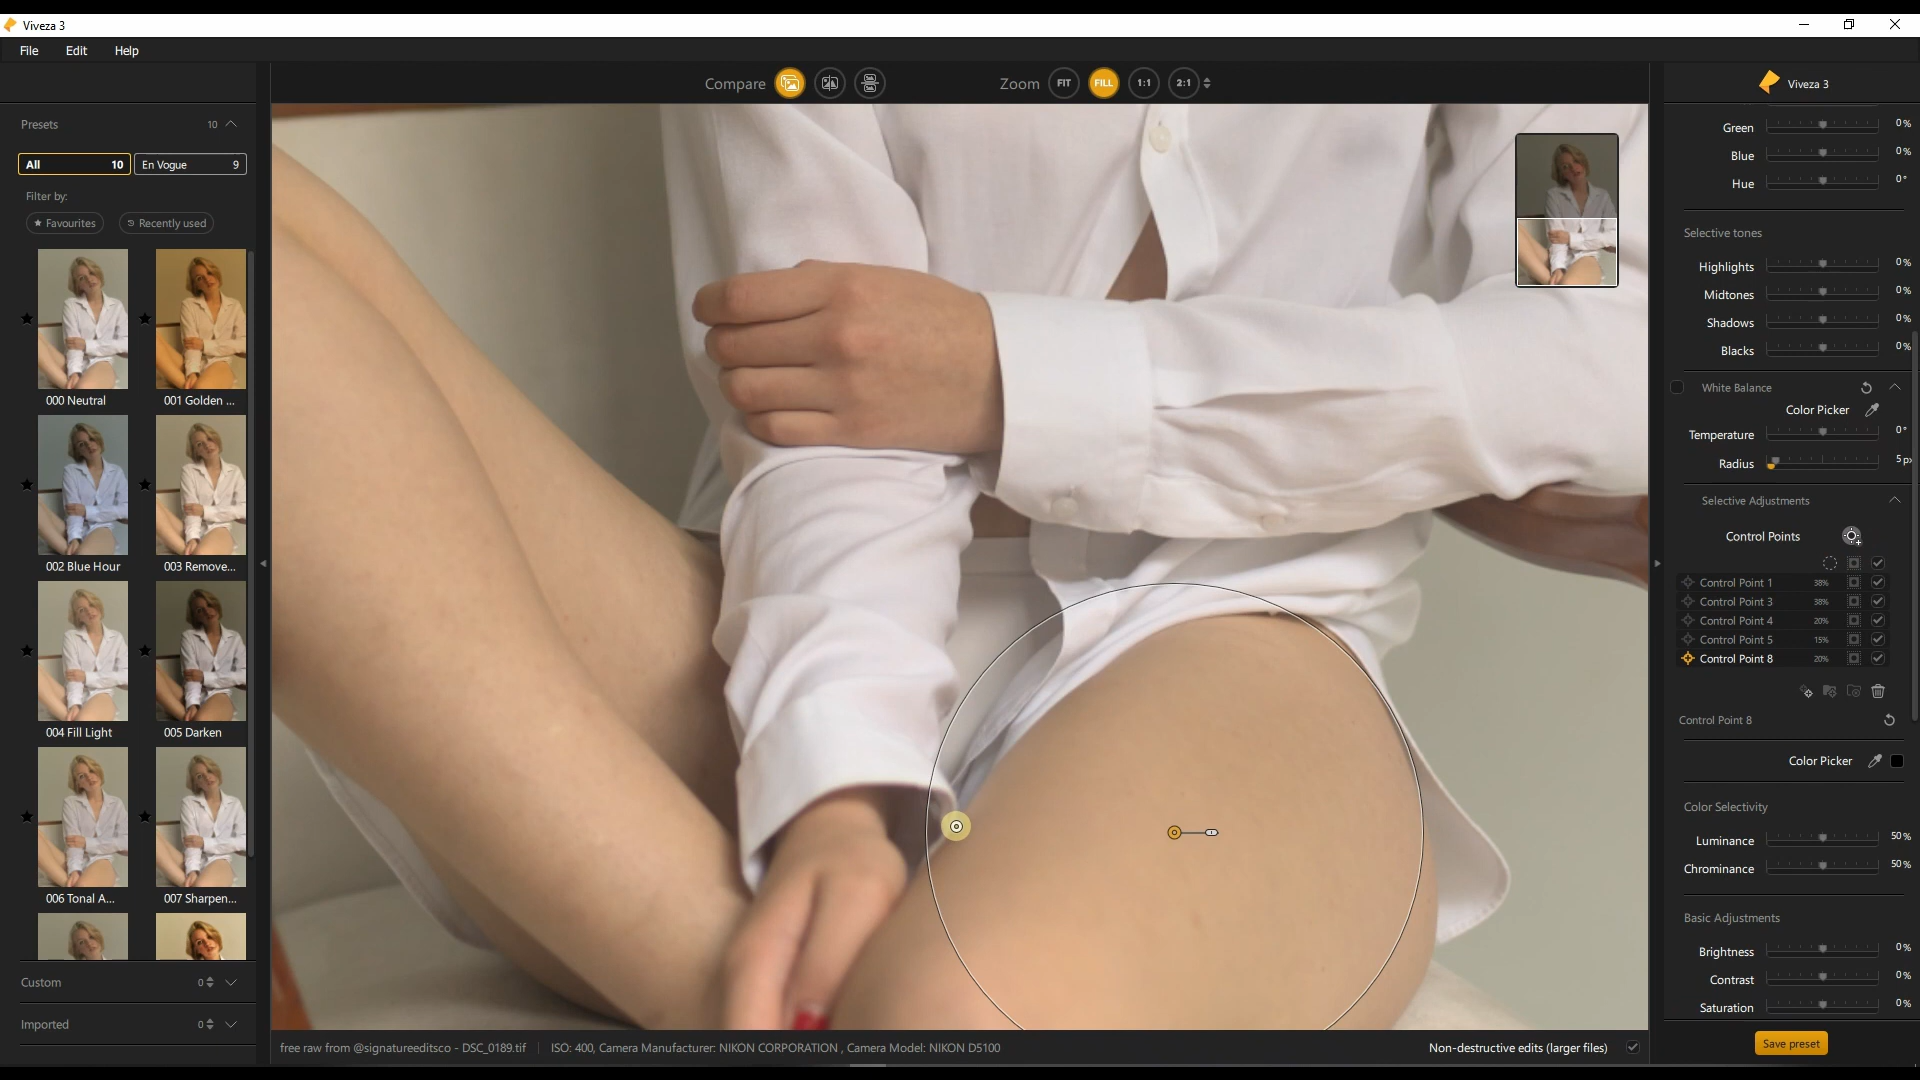 Viveza 3
File Edit Help
Compare
Zoom FIT FILL 1:1 2:1
Viveza 3
Presets 10
All 10 En Vogue 9
Filter by:
Favourites Recently used
000 Neutral 001 Golden ...
002 Blue Hour 003 Remove...
004 Fill Light 005 Darken
006 Tonal A... 007 Sharpen...
Custom 0
Imported 0
free raw from @signatureeditsco - DSC_0189.tif ISO: 400, Camera Manufacturer: NIKON CORPORATION , Camera Model: NIKON D5100
Non-destructive edits (larger files)
Green 0%
Blue 0%
Hue 0°
Selective tones
Highlights 0%
Midtones 0%
Shadows 0%
Blacks 0%
White Balance
Color Picker
Temperature 0°
Radius 5 px
Selective Adjustments
Control Points
Control Point 1 38%
Control Point 3 38%
Control Point 4 20%
Control Point 5 15%
Control Point 8 20%
Control Point 8
Color Picker
Color Selectivity
Luminance 50%
Chrominance 50%
Basic Adjustments
Brightness 0%
Contrast 0%
Saturation 0%
Save preset